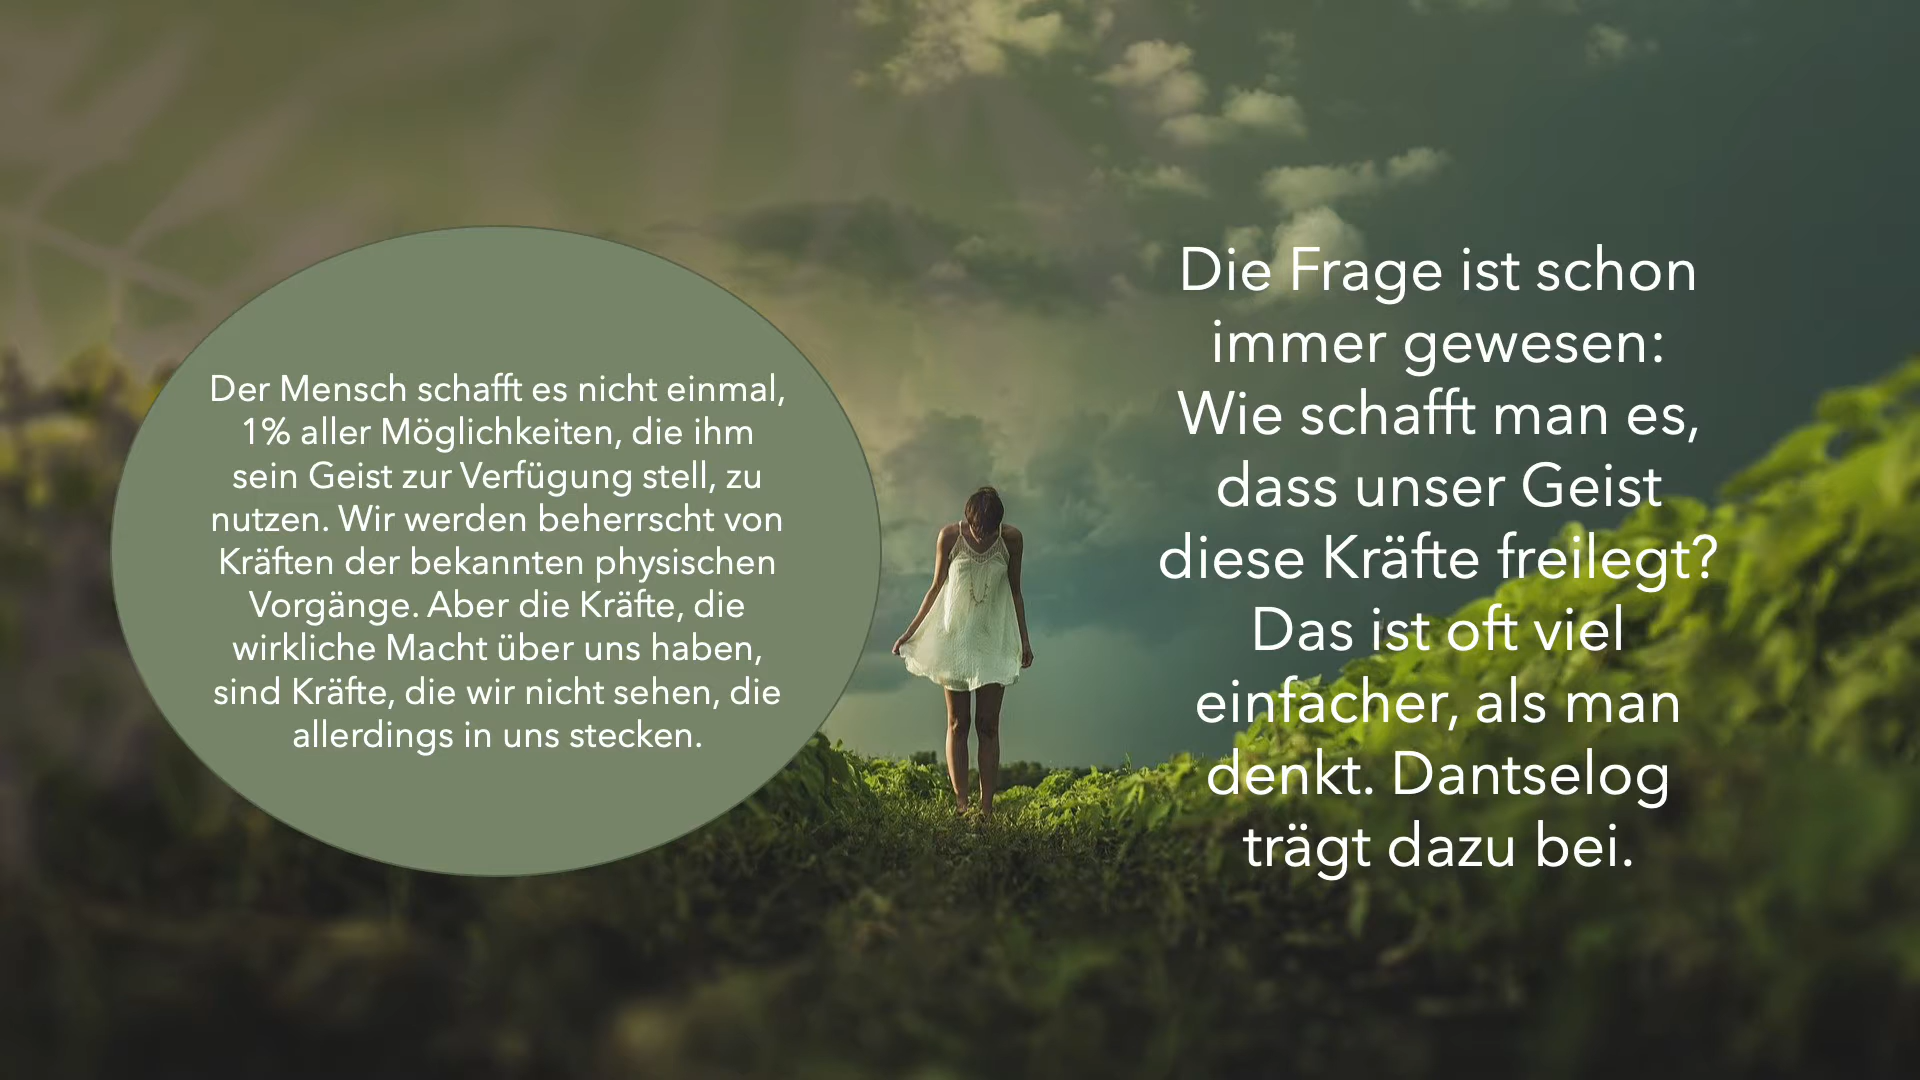 Der Mensch schafft es nicht einmal,
1% aller Möglichkeiten, die ihm
sein Geist zur Verfügung stell, zu
nutzen. Wir werden beherrscht von
Kräften der bekannten physischen
Vorgänge. Aber die Kräfte, die
wirkliche Macht über uns haben,
sind Kräfte, die wir nicht sehen, die
allerdings in uns stecken.
Die Frage ist schon
immer gewesen:
Wie schafft man es,
dass unser Geist
diese Kräfte freilegt?
Das ist oft viel
einfacher, als man
denkt. Dantselog
trägt dazu bei.